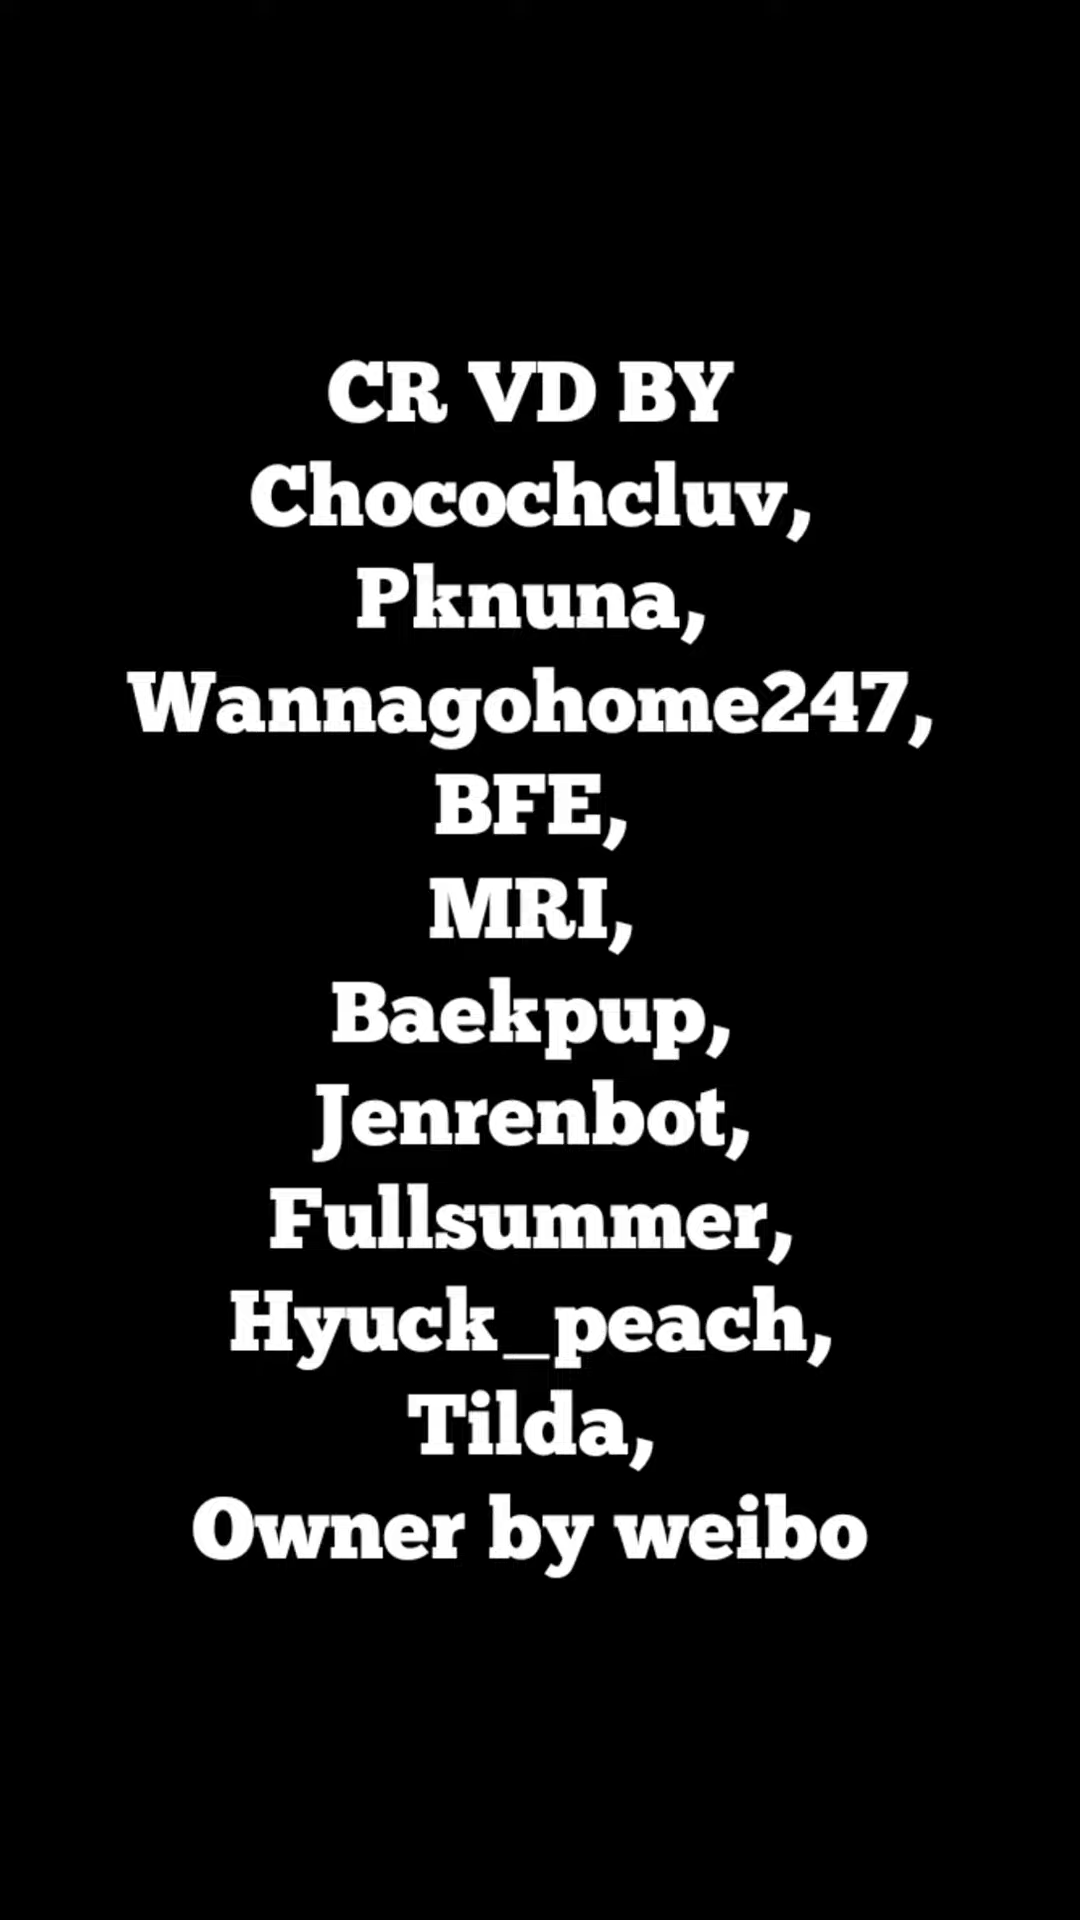 CR VD BY
Chocochcluv,
Pknuna,
Wannagohome247,
BFE,
MRI,
Baekpup,
Jenrenbot,
Fullsummer,
Hyuck_peach,
Tilda,
Owner by weibo